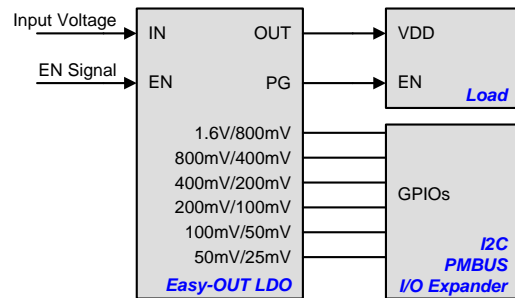 Input Voltage
EN Signal
IN
OUT
EN
PG
1.6V/800mV
800mV/400mV
400mV/200mV
200mV/100mV
100mV/50mV
50mV/25mV
Easy-OUT LDO
VDD
EN
Load
GPIOs
I2C
PMBUS
I/O Expander